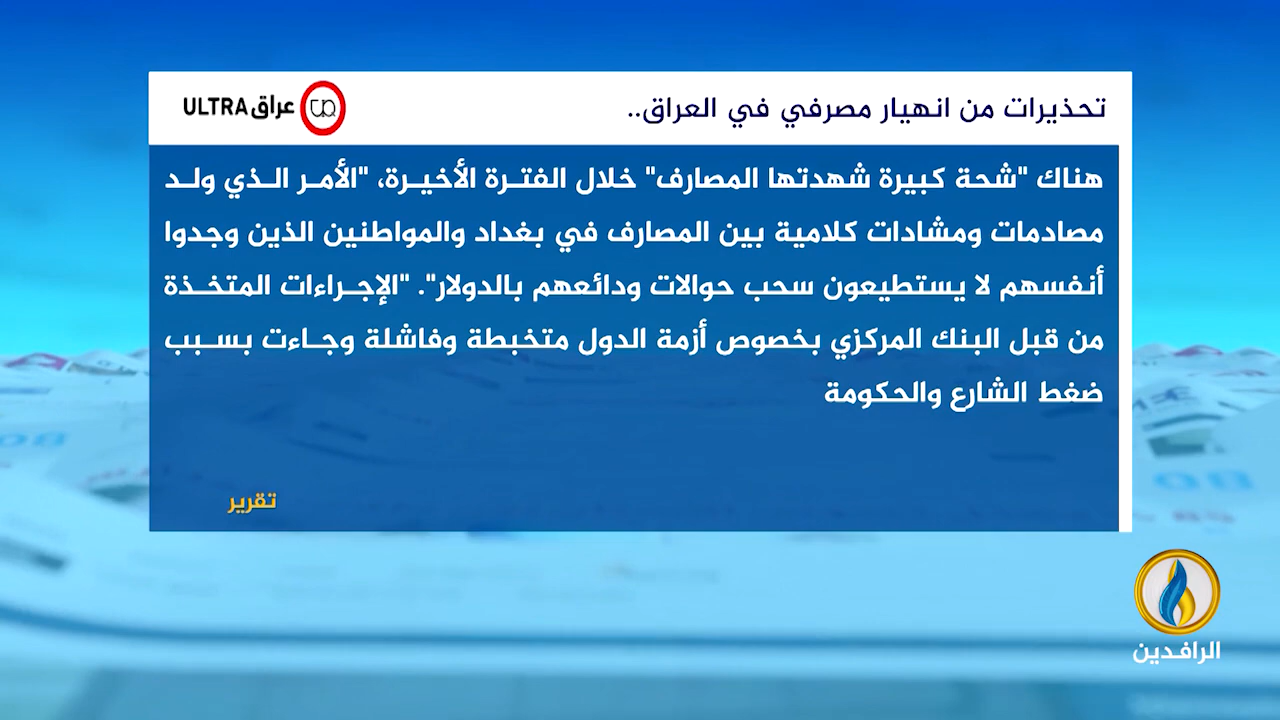 تحذيرات من انهيار مصرفي في العراق..
ULTRA عراق
هناك "شحة كبيرة شهدتها المصارف" خلال الفترة الأخيرة، "الأمر الذي ولد
مصادمات ومشادات كلامية بين المصارف في بغداد والمواطنين الذين وجدوا
أنفسهم لا يستطيعون سحب حوالات ودائعهم بالدولار". "الإجراءات المتخذة
من قبل البنك المركزي بخصوص أزمة الدول متخبطة وفاشلة وجاءت بسبب
ضغط الشارع والحكومة
تقرير
الرافدين